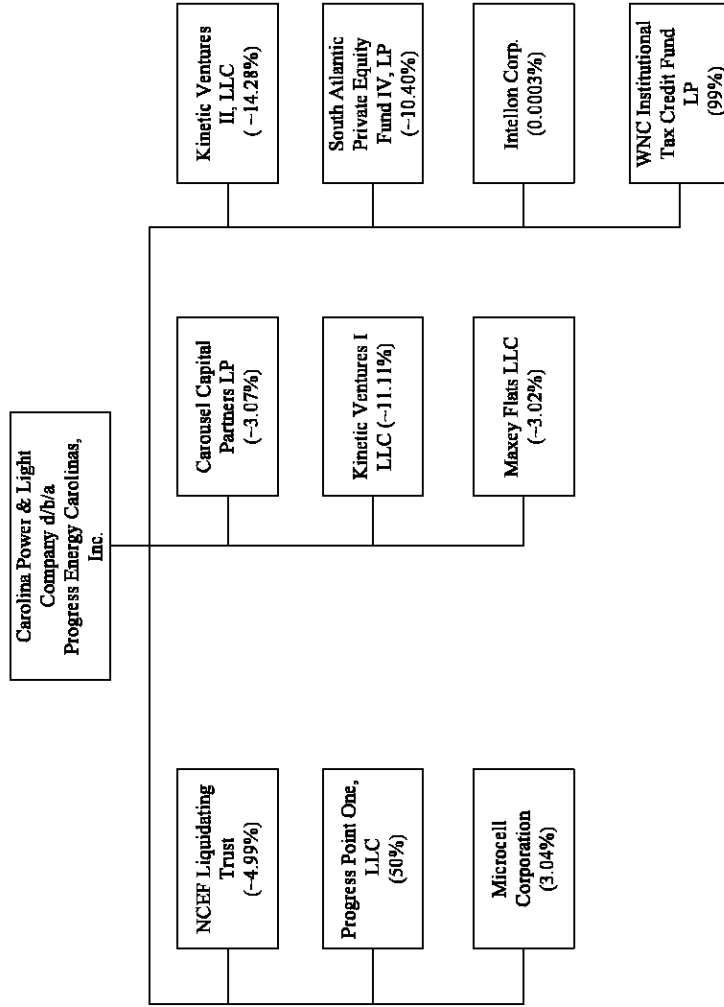 Carolina Power & Light
Company d/b/a
Progress Energy Carolinas,
Inc.
NCEF Liquidating
Trust
(~4.99%)
Progress Point One,
LLC
(50%)
Microcell
Corporation
(3.04%)
Carousel Capital
Partners LP
(~3.07%)
Kinetic Ventures I
LLC (~11.11%)
Maxey Flats LLC
(~3.02%)
Kinetic Ventures
II, LLC
( ~14.28%)
South Atlantic
Private Equity
Fund IV, LP
(~10.40%)
Intellon Corp.
(0.0003%)
WNC Institutional
Tax Credit Fund
LP
(99%)